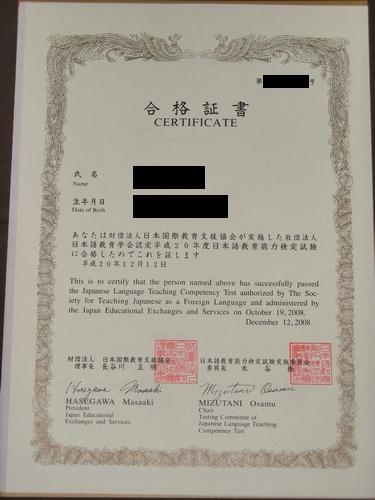 第 号
合格証書
CERTIFICATE
氏名
Name
生年月日
Date of Birth
あなたは財団法人日本国際教育支援協会が実施した社団法人
日本語教育学会認定平成20年度日本語教育能力検定試験
に合格したのでこれを証します
平成20年12月12日
This is to certify that the person named above has successfully passed
the Japanese Language Teaching Competency Test authorized by The Soc-
iety for Teaching Japanese as a Foreign Language and administered by
the Japan Educational Exchanges and Services on October 19, 2008.
December 12, 2008
財団法人 日本国際教育支援協会
理事長 長谷川 正明
日本語教育能力検定試験実施委員会
委員長 水谷 修
Hasegawa Masaaki
Mizutani Osamu
HASEGAWA Masaaki
President
Japan Educational
Exchanges and Services
MIZUTANI Osamu
Chair
Testing Committee of
Japanese Language Teaching
Competency Test